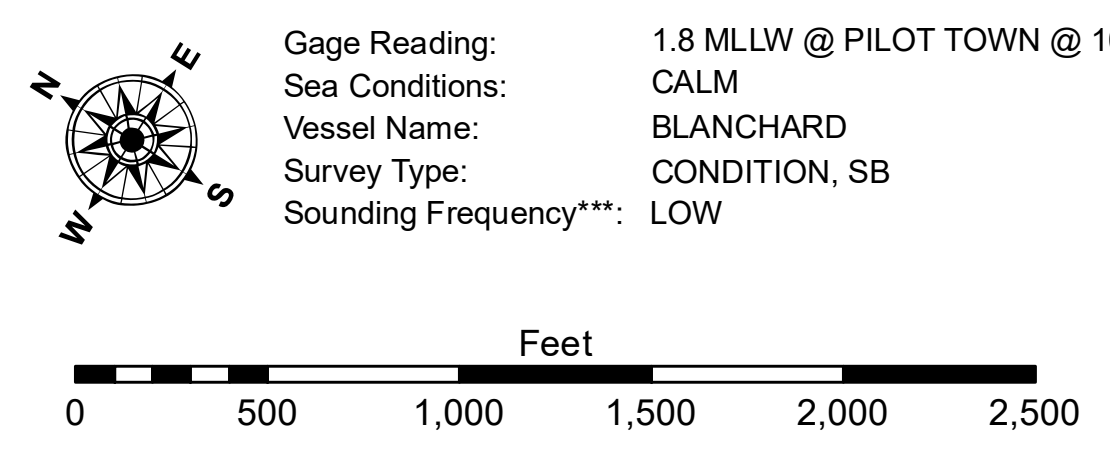 N
E
S
W
Gage Reading: 1.8 MLLW @ PILOT TOWN @
Sea Conditions: CALM
Vessel Name: BLANCHARD
Survey Type: CONDITION, SB
Sounding Frequency***: LOW
Feet
0 500 1,000 1,500 2,000 2,500